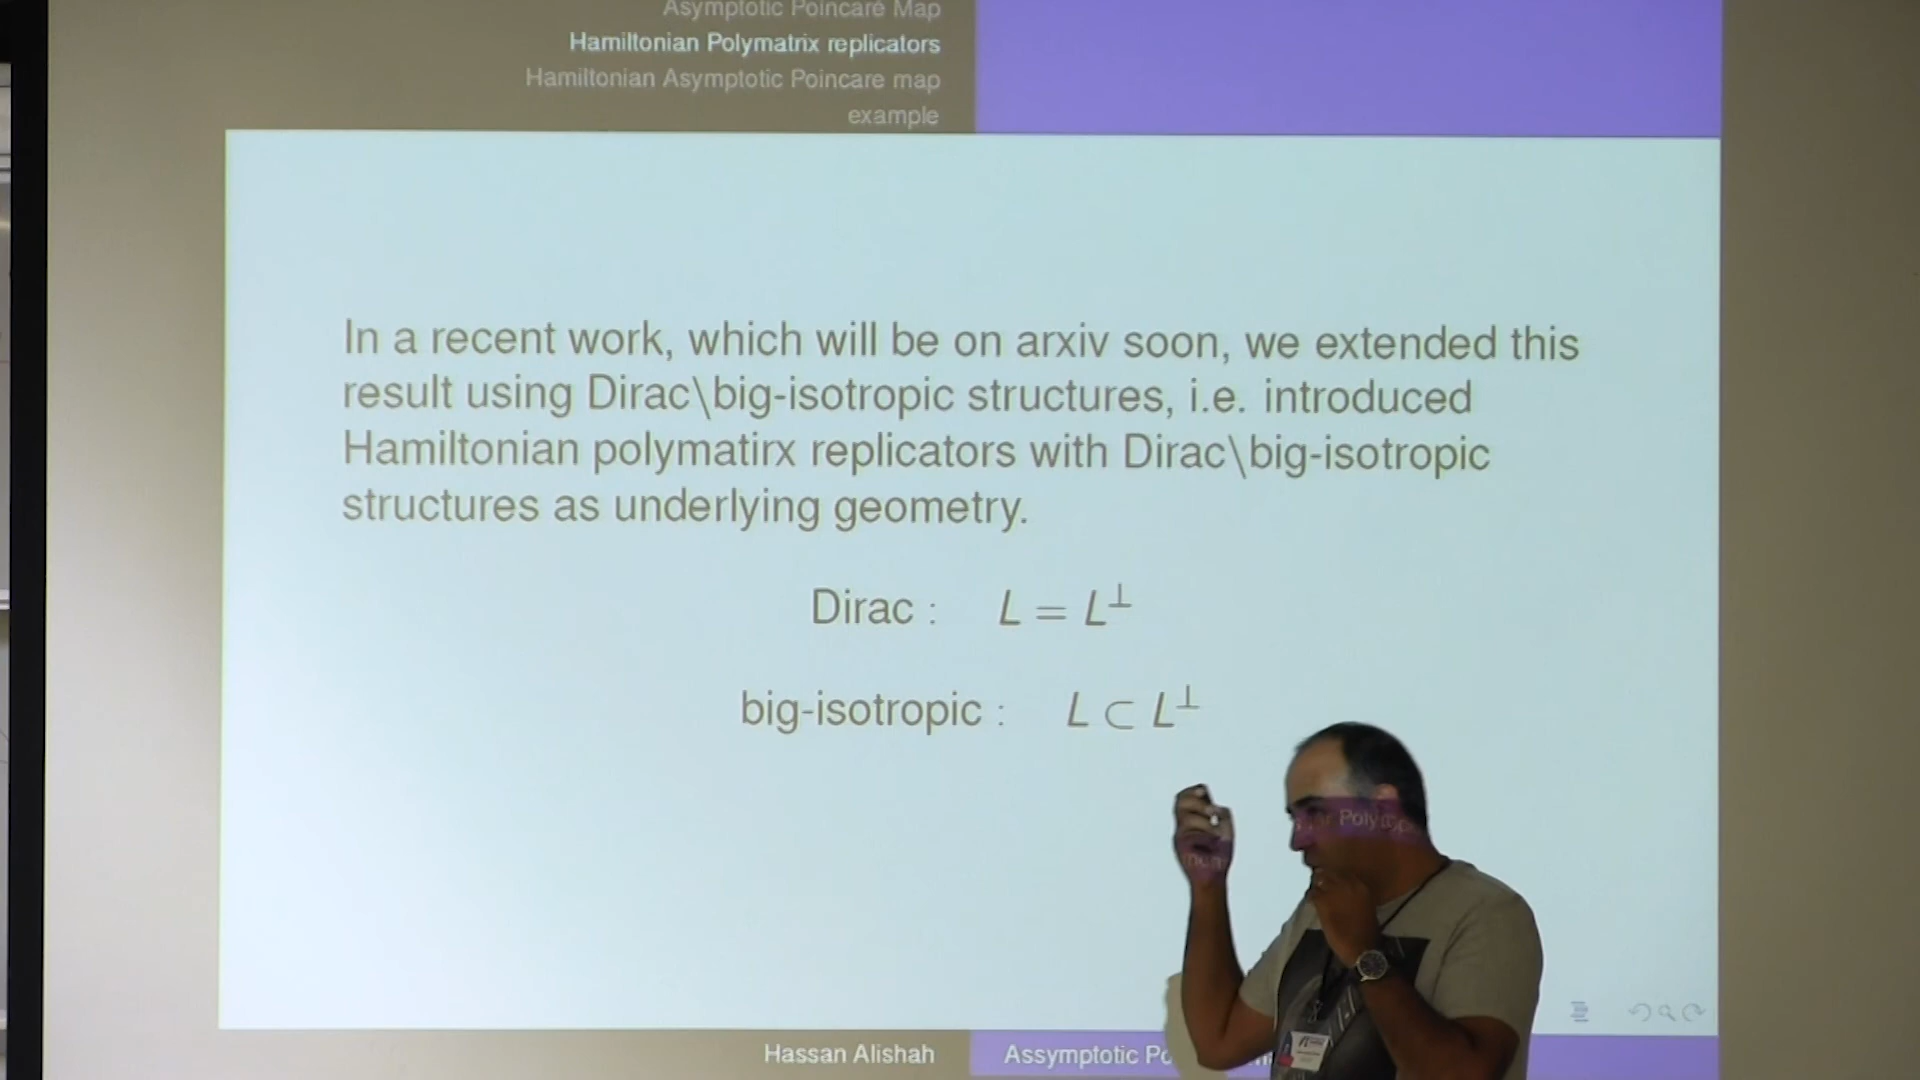 Asymptotic Poincaré Map
Hamiltonian Polymatrix replicators
Hamiltonian Asymptotic Poincare map
example
In a recent work, which will be on arxiv soon, we extended this
result using Dirac\big-isotropic structures, i.e. introduced
Hamiltonian polymatirx replicators with Dirac\big-isotropic
structures as underlying geometry.
Dirac : L = L⊥
big-isotropic : L ⊂ L⊥
Hassan Alishah
Assymptotic